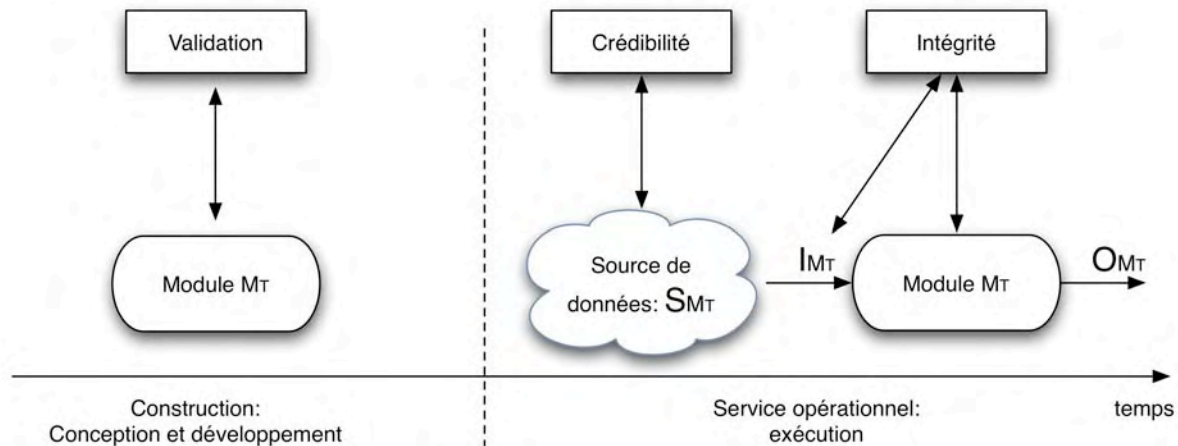 Validation
Crédibilité
Intégrité
Module MT
Source de
données: SMT
IMT
Module MT
OMT
Construction:
Conception et développement
Service opérationnel:
exécution
temps